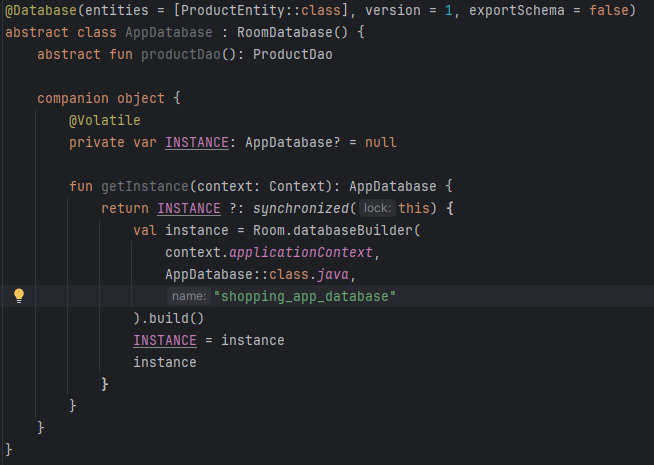 @Database(entities = [ProductEntity::class], version = 1, exportSchema = false)
abstract class AppDatabase : RoomDatabase() {
    abstract fun productDao(): ProductDao

    companion object {
        @Volatile
        private var INSTANCE: AppDatabase? = null

        fun getInstance(context: Context): AppDatabase {
            return INSTANCE ?: synchronized( lock: this) {
                val instance = Room.databaseBuilder(
                    context.applicationContext,
                    AppDatabase::class.java,
                    name: "shopping_app_database"
                ).build()
                INSTANCE = instance
                instance
            }
        }
    }
}